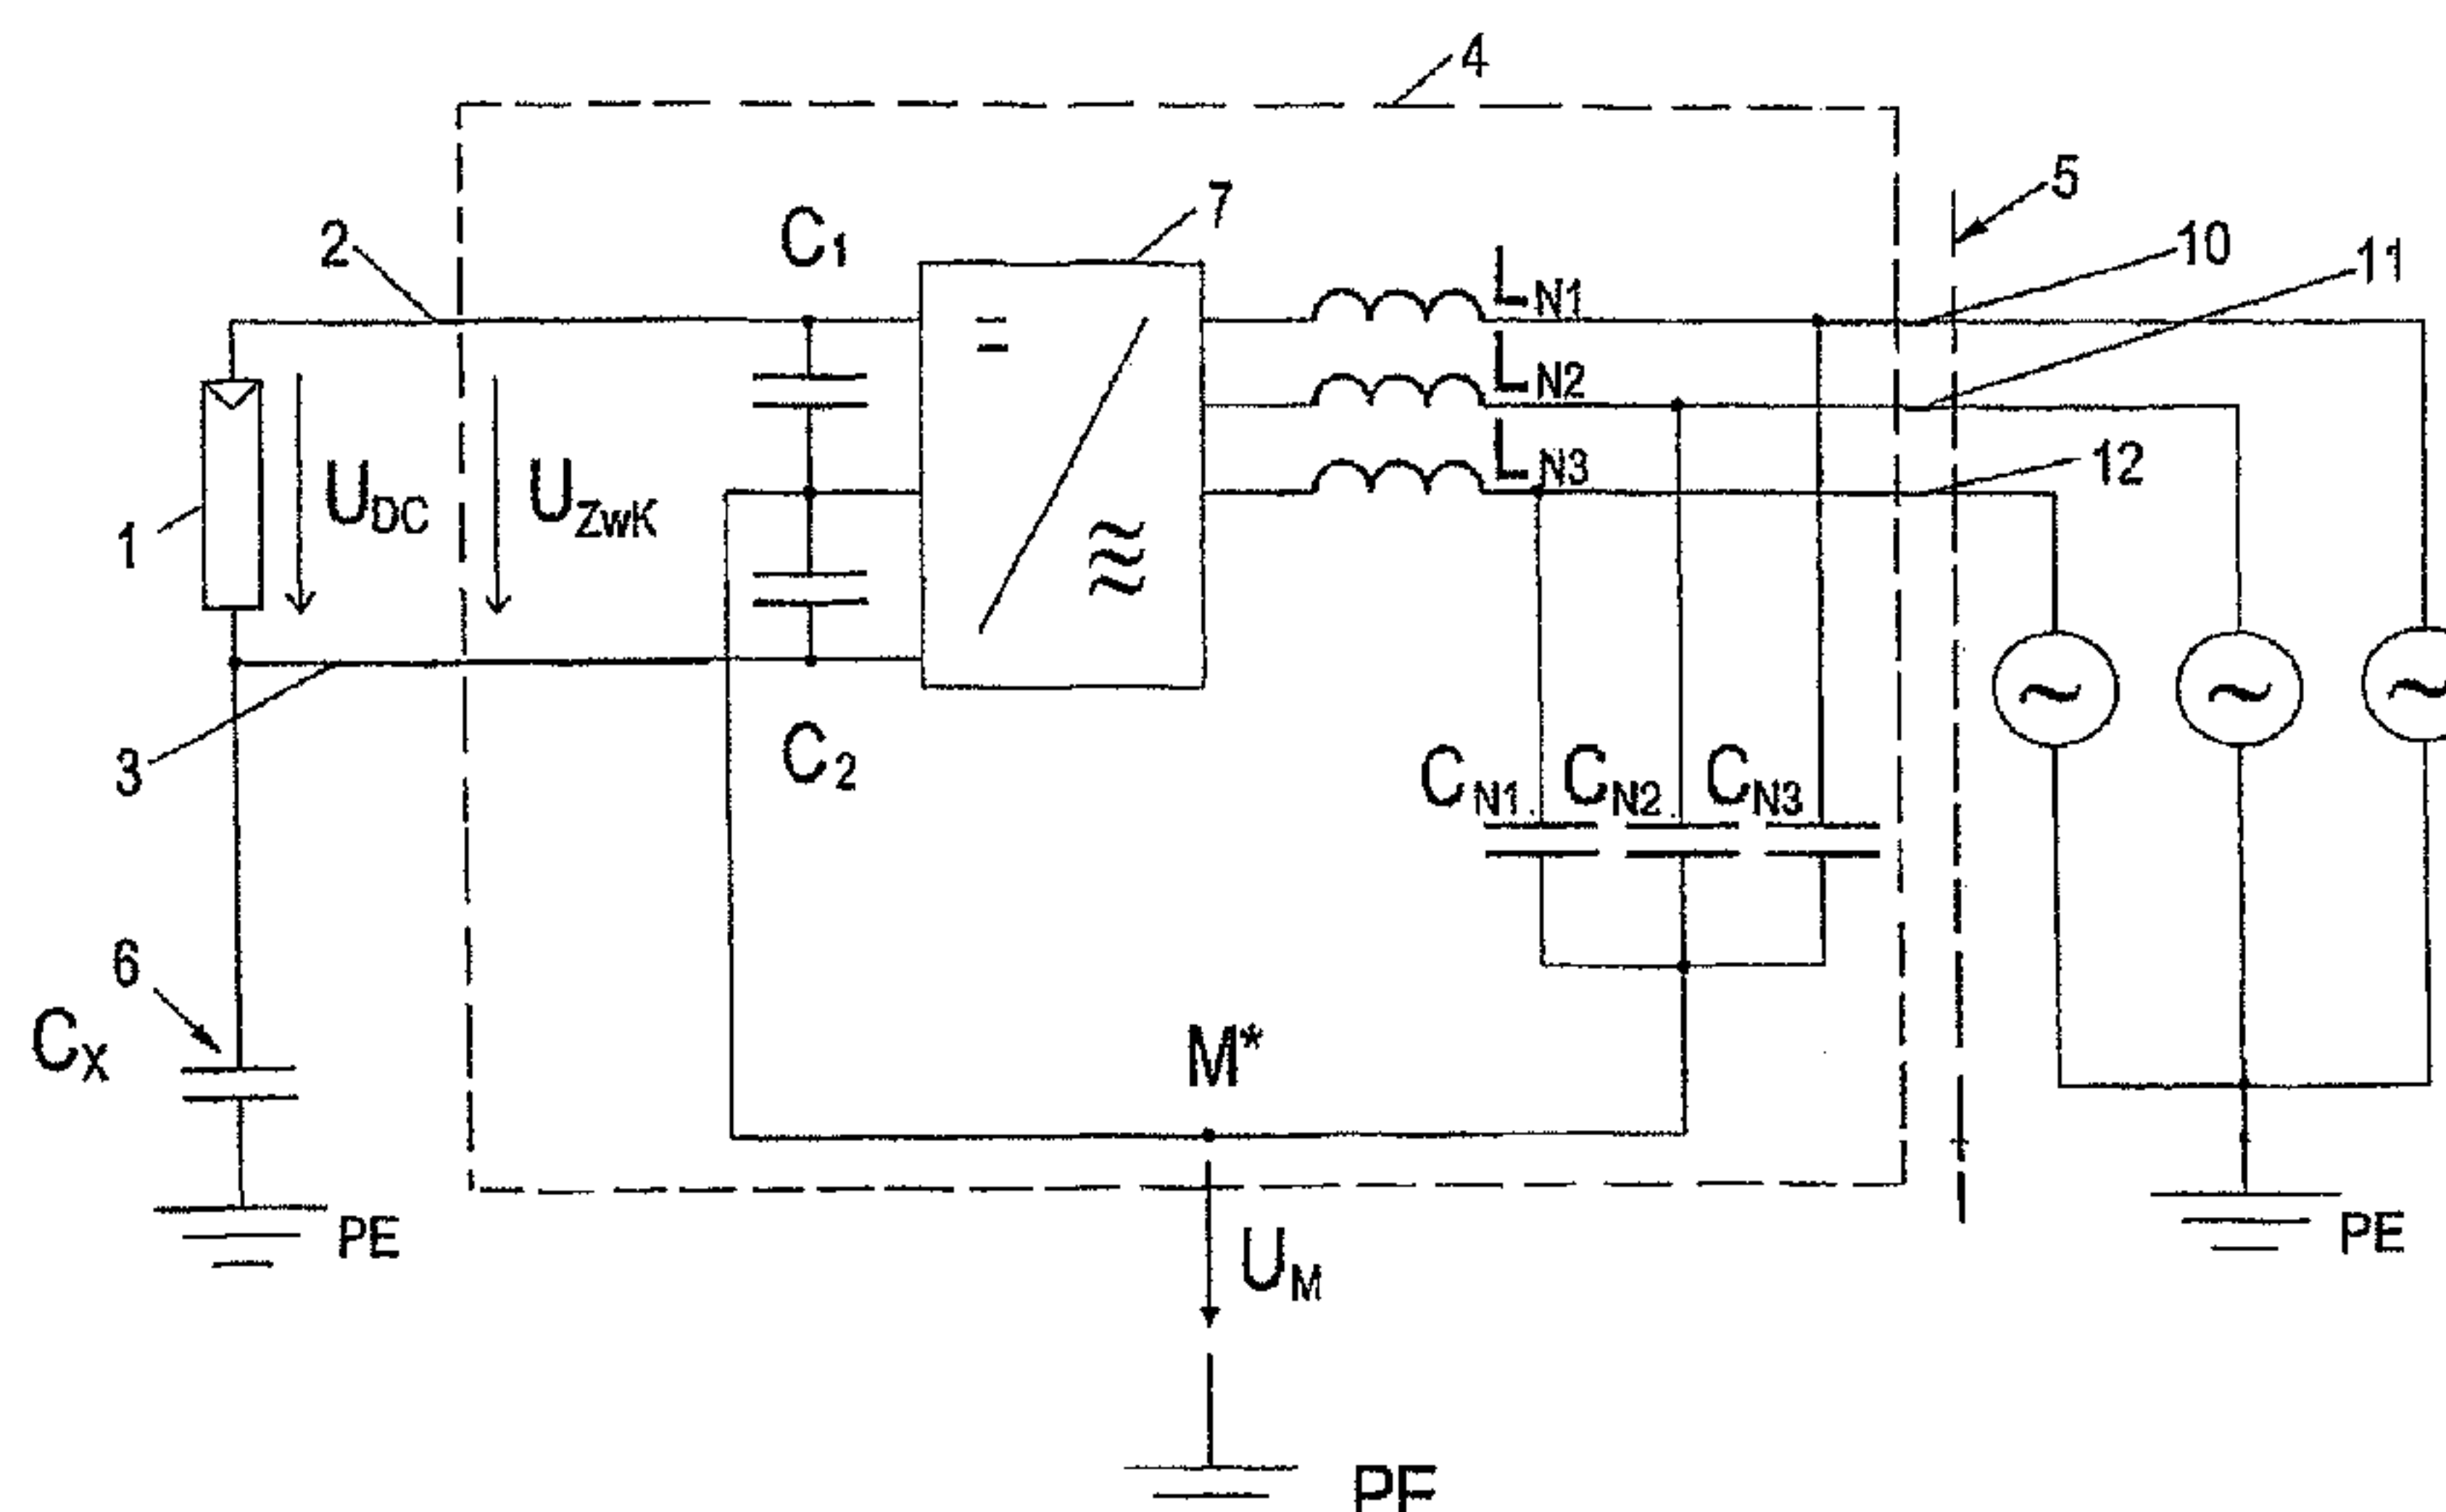 4
5
7
2
C1
10
11
LN1
LN2
LN3
12
1
UDC
UZwK
=
≈
3
C2
CN1. CN2. CN3
~ ~ ~
6
CX
M*
PE
UM
PE
PE